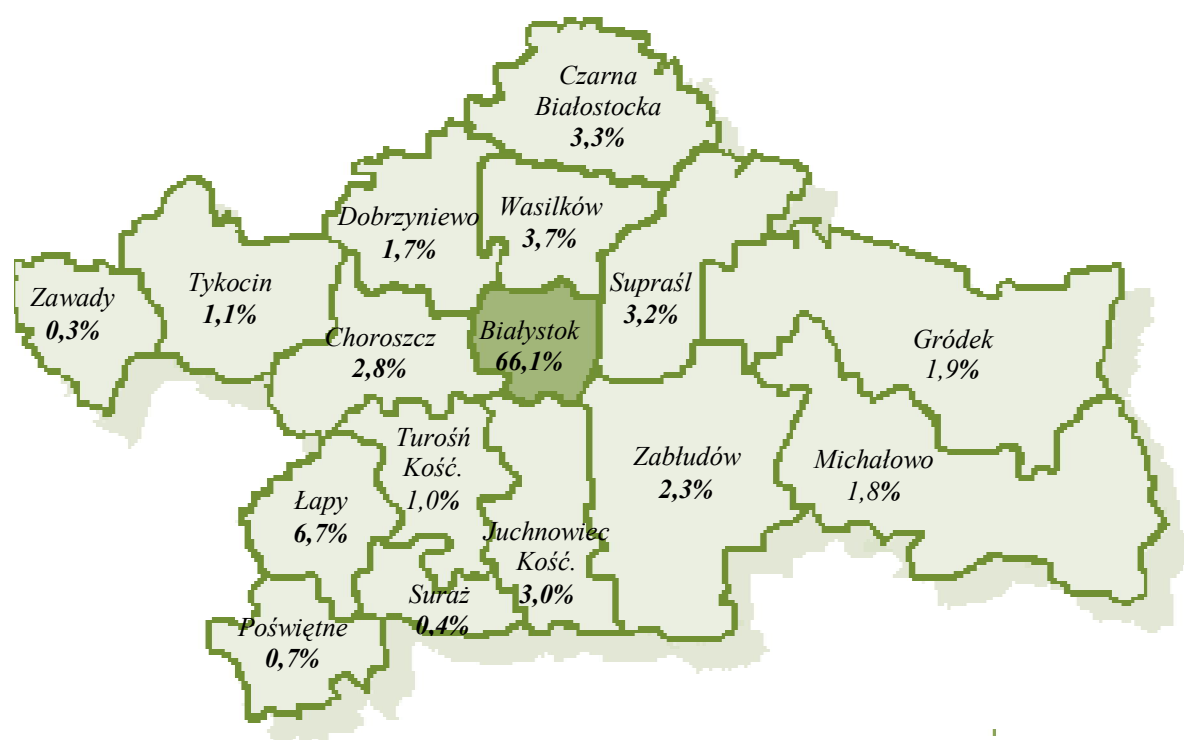 Czarna
Białostocka
3,3%
Dobrzyniewo
1,7%
Wasilków
3,7%
Zawady
0,3%
Tykocin
1,1%
Supraśl
3,2%
Choroszcz
2,8%
Białystok
66,1%
Gródek
1,9%
Turośń
Kość.
1,0%
Zabłudów
2,3%
Michałowo
1,8%
Łapy
6,7%
Juchnowiec
Kość.
3,0%
Suraż
0,4%
Poświętne
0,7%